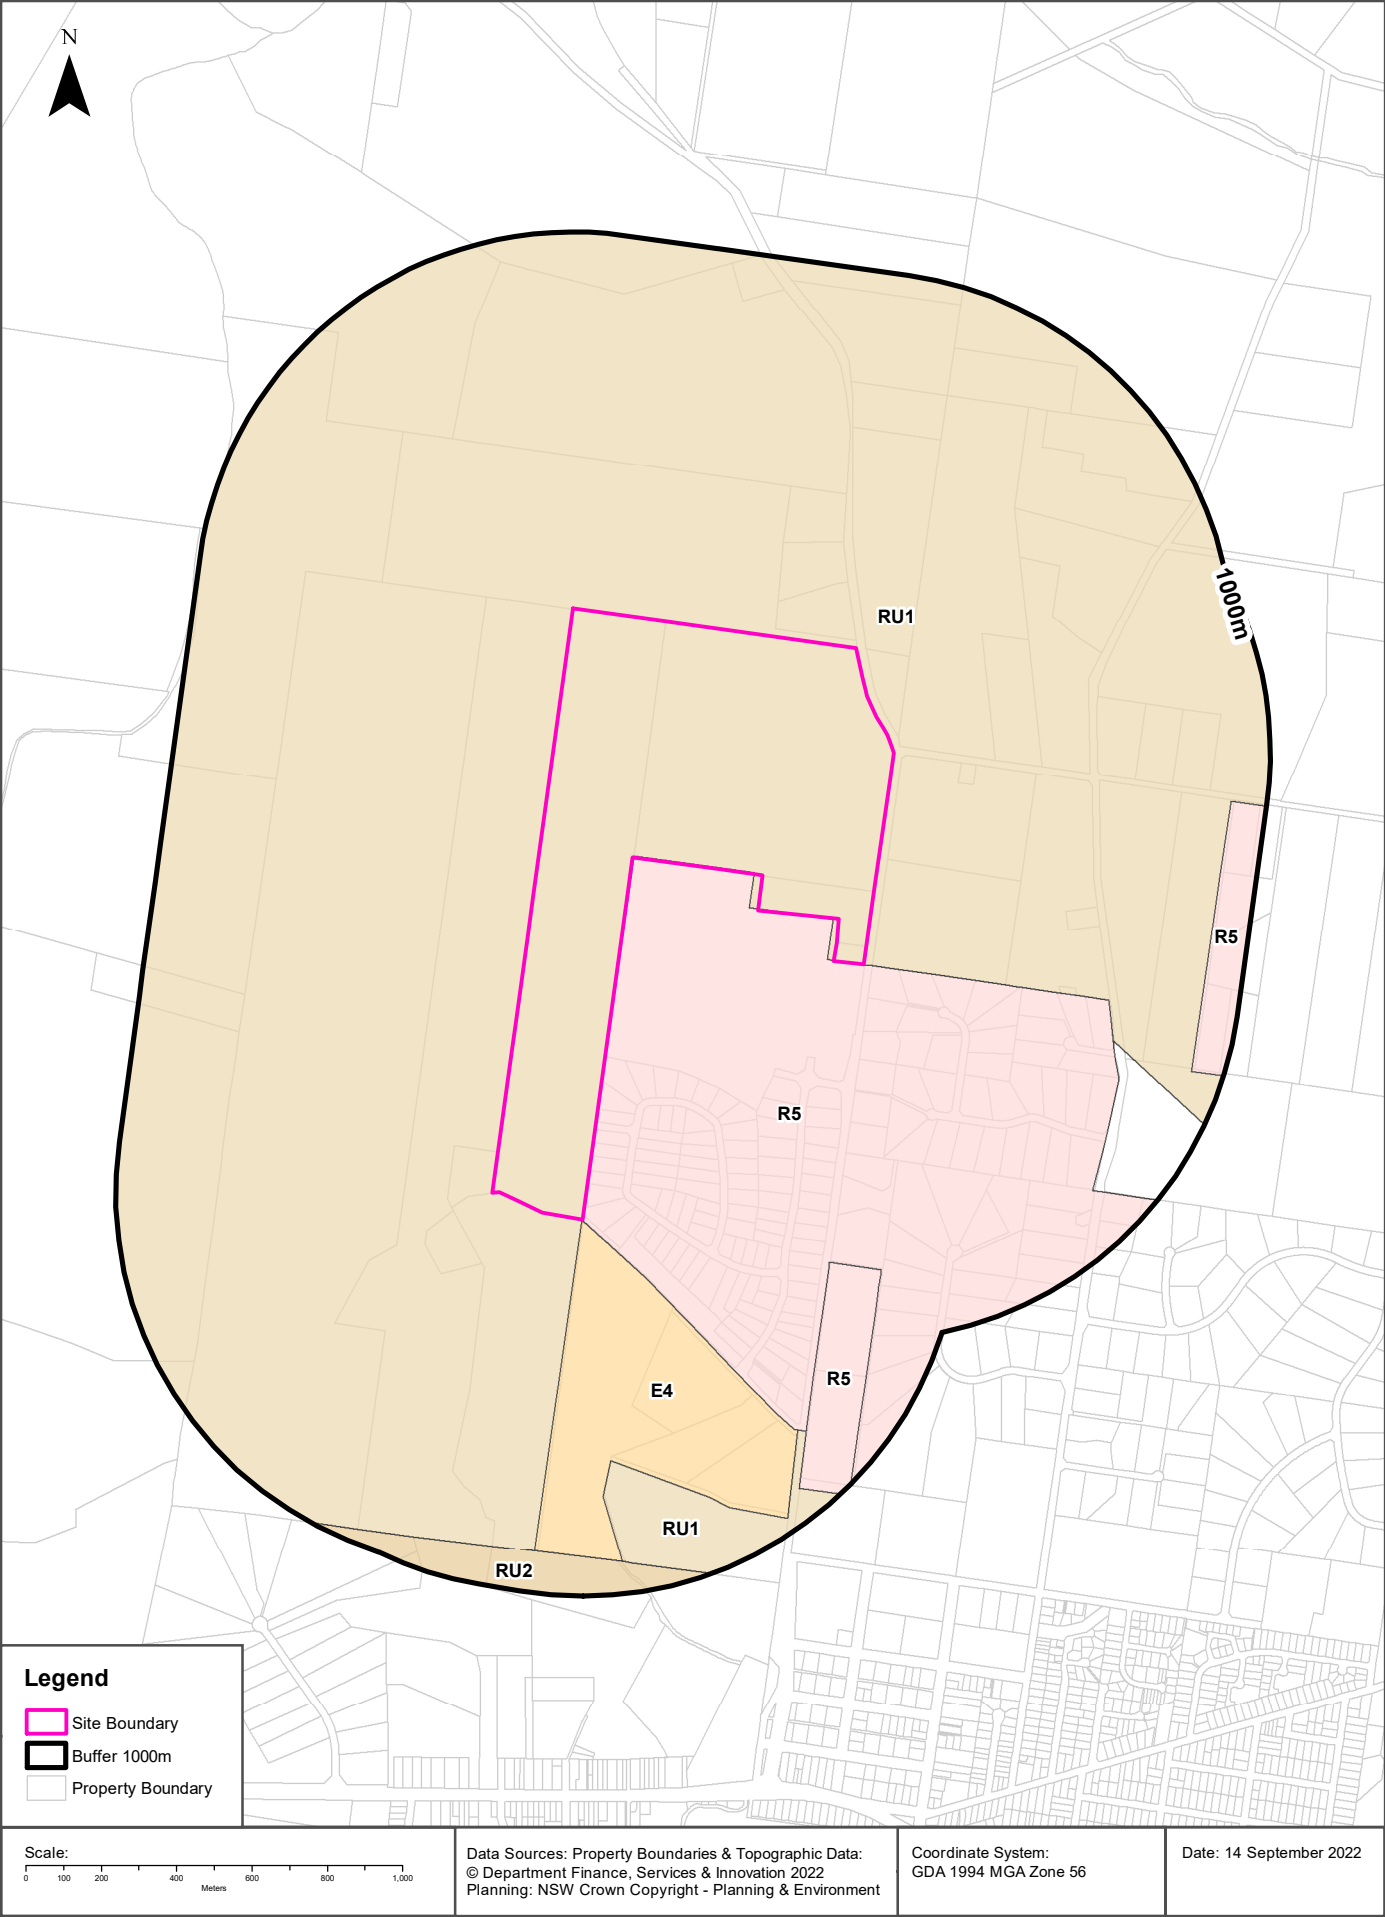 N
RU1
1000m
R5
R5
R5
E4
RU1
RU2
Legend
Site Boundary
Buffer 1000m
Property Boundary
Scale:
0 100 200 400 600 800 1,000
Meters
Data Sources: Property Boundaries & Topographic Data:
© Department Finance, Services & Innovation 2022
Planning: NSW Crown Copyright - Planning & Environment
Coordinate System:
GDA 1994 MGA Zone 56
Date: 14 September 2022